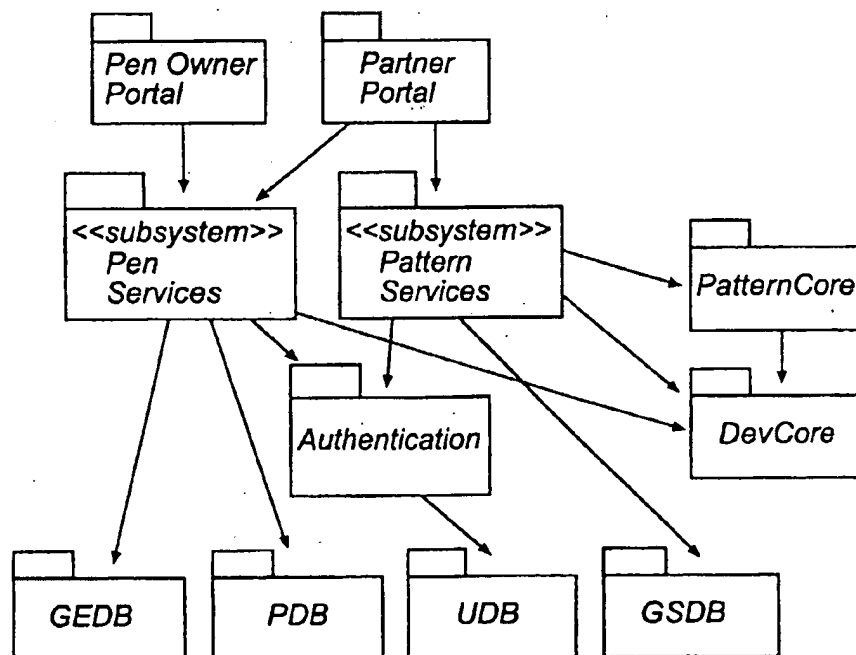 Pen Owner
Portal
Partner
Portal
<<subsystem>>
Pen
Services
<<subsystem>>
Pattern
Services
PatternCore
Authentication
DevCore
GEDB
PDB
UDB
GSDB